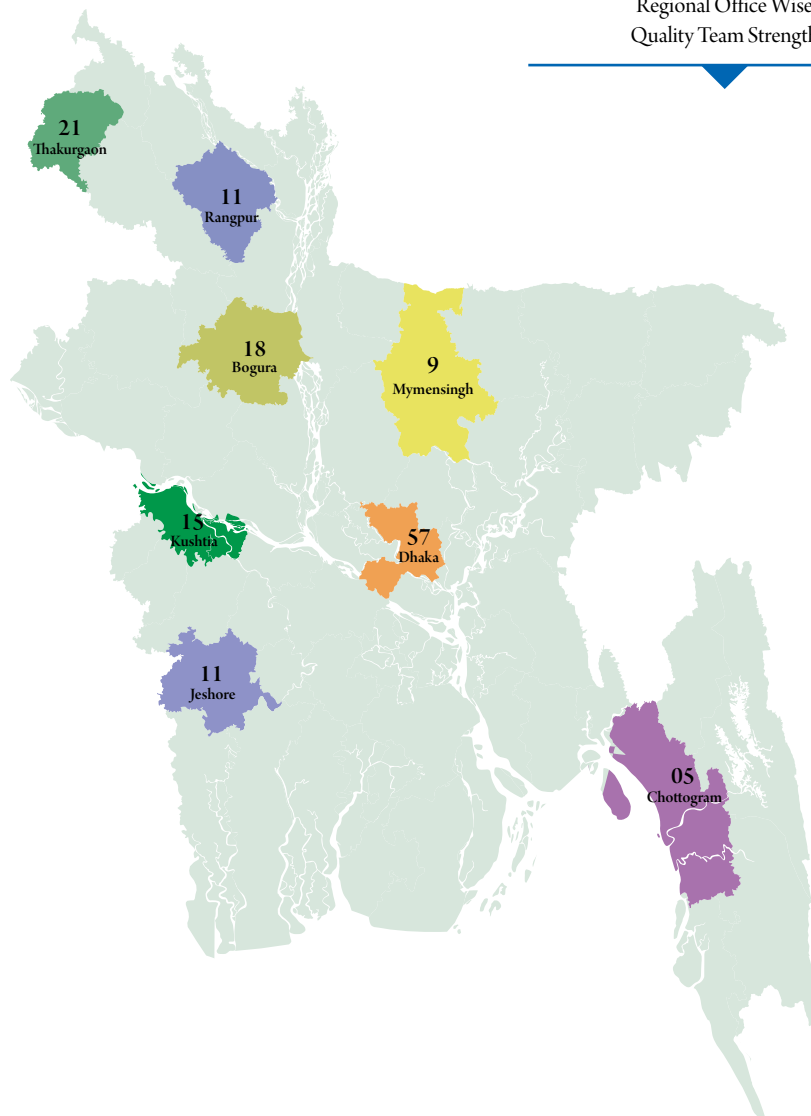 Regional Office Wise
Quality Team Strength
21
Thakurgaon
11
Rangpur
18
Bogura
9
Mymensingh
15
Kushtia
57
Dhaka
11
Jeshore
05
Chottogram